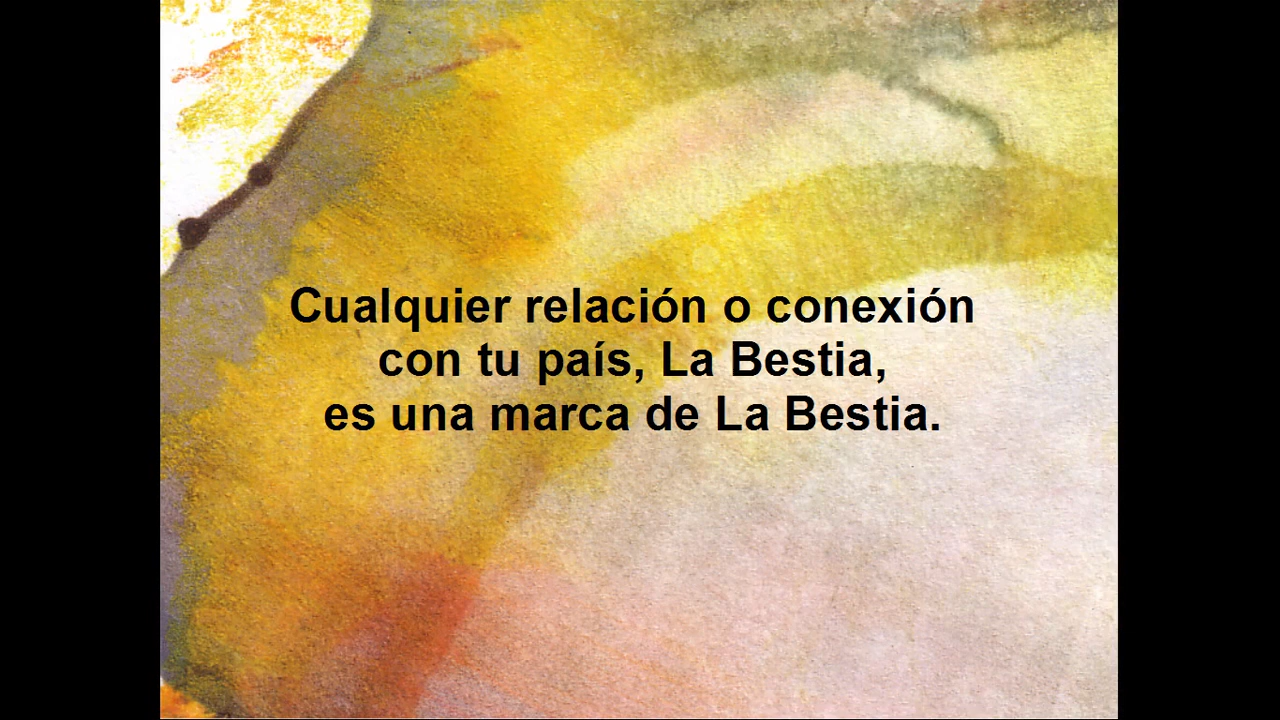 Cualquier relación o conexión
con tu país, La Bestia,
es una marca de La Bestia.